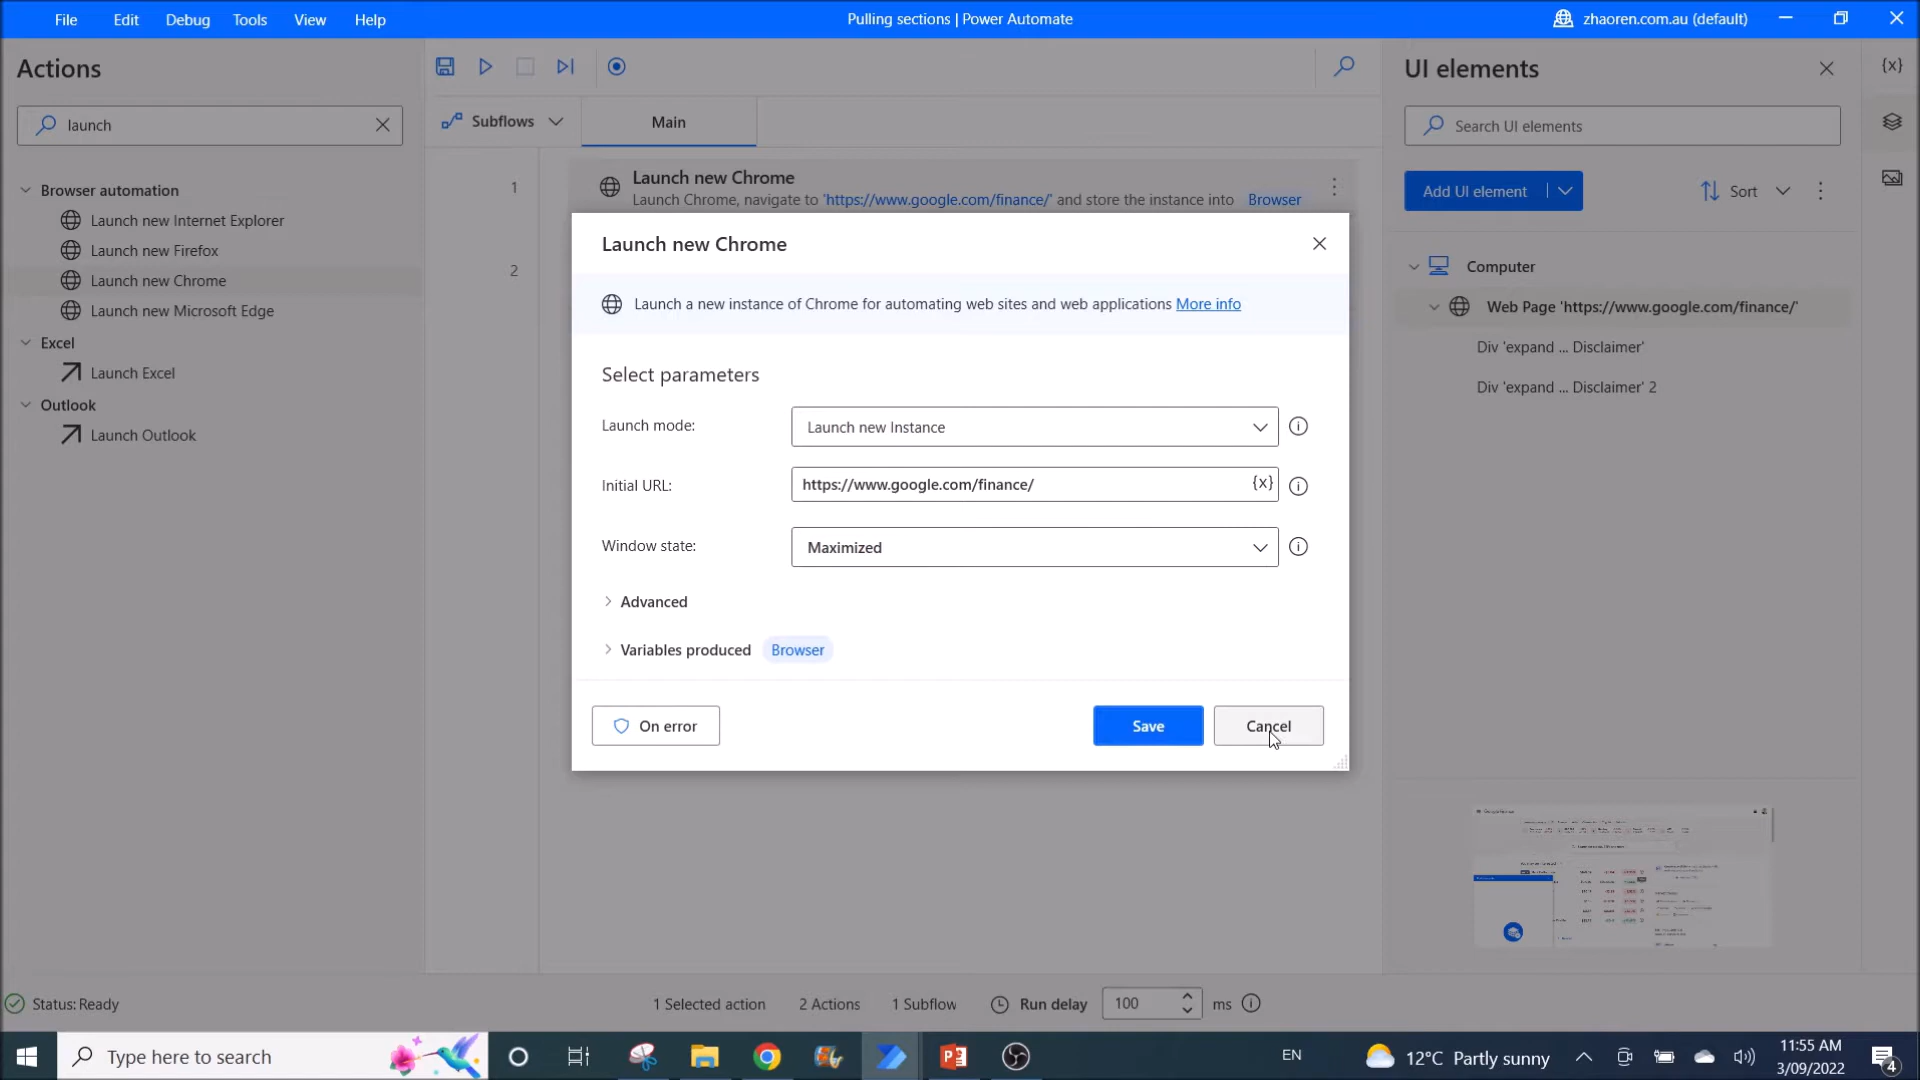 File Edit Debug Tools View Help
Pulling sections | Power Automate
zhaoren.com.au (default)
Actions
launch
Browser automation
Launch new Internet Explorer
Launch new Firefox
Launch new Chrome
Launch new Microsoft Edge
Excel
Launch Excel
Outlook
Launch Outlook
Subflows
Main
1
Launch new Chrome
Launch Chrome, navigate to 'https://www.google.com/finance/' and store the instance into Browser
2
Launch new Chrome
Launch a new instance of Chrome for automating web sites and web applications More info
Select parameters
Launch mode: Launch new Instance
Initial URL: https://www.google.com/finance/ {x}
Window state: Maximized
Advanced
Variables produced Browser
On error
Save
Cancel
UI elements
{x}
Search UI elements
Add UI element
Sort
Computer
Web Page 'https://www.google.com/finance/'
Div 'expand ... Disclaimer'
Div 'expand ... Disclaimer' 2
Status: Ready
1 Selected action 2 Actions 1 Subflow Run delay 100 ms
Type here to search
EN
12°C Partly sunny
11:55 AM
3/09/2022
4